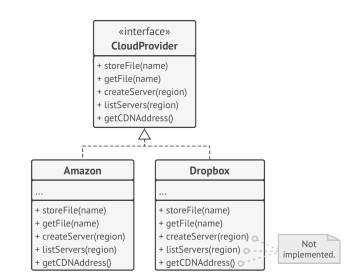 «interface»
CloudProvider
+ storeFile(name)
+ getFile(name)
+ createServer(region)
+ listServers(region)
+ getCDNAddress()
Amazon
...
+ storeFile(name)
+ getFile(name)
+ createServer(region)
+ listServers(region)
+ getCDNAddress()
Dropbox
...
+ storeFile(name)
+ getFile(name)
+ createServer(region)
+ listServers(region)
+ getCDNAddress()
Not
implemented.